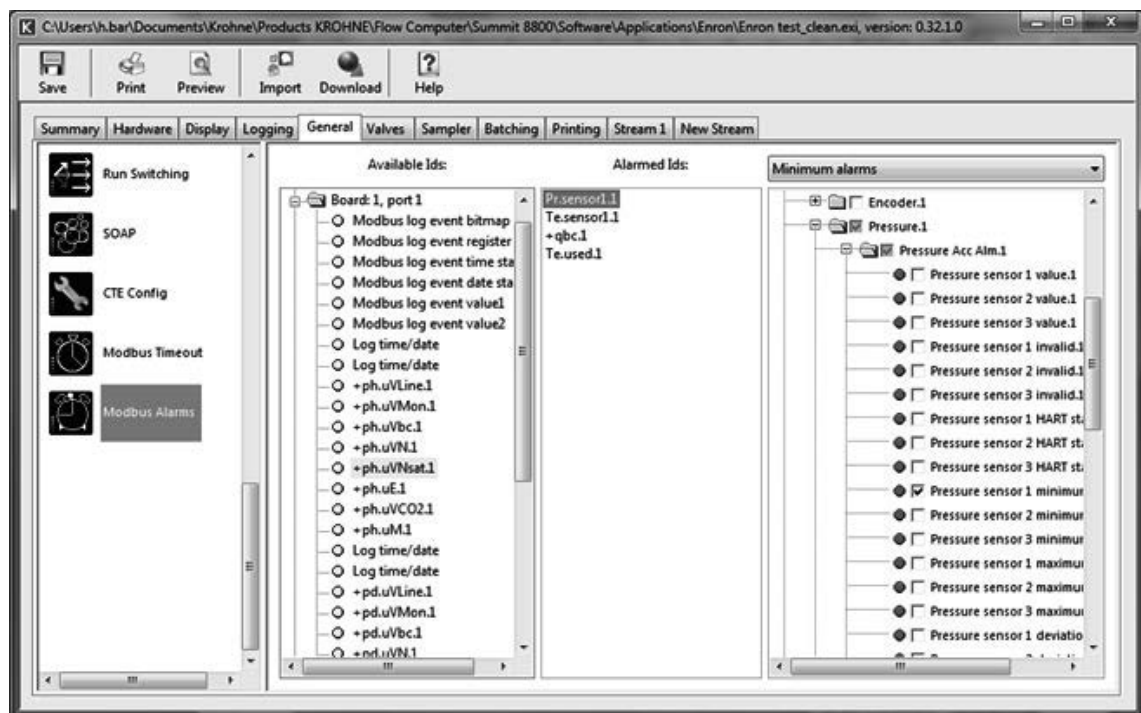 C:\Users\h.bar\Documents\Krohne\Products KROHNE\Flow Computer\Summit 8800\Software\Applications\Enron\Enron test_clean.exi, version: 0.32.1.0
Save Print Preview Import Download Help
Summary Hardware Display Logging General Valves Sampler Batching Printing Stream 1 New Stream
Run Switching
SOAP
CTE Config
Modbus Timeout
Modbus Alarms
Available Ids:
Board: 1, port 1
Modbus log event bitmap
Modbus log event register
Modbus log event time sta
Modbus log event date sta
Modbus log event value1
Modbus log event value2
Log time/date
Log time/date
+ph.uVLine.1
+ph.uVMon.1
+ph.uVbc.1
+ph.uVN.1
+ph.uVNsat.1
+ph.uE.1
+ph.uVCO2.1
+ph.uM.1
Log time/date
Log time/date
+pd.uVLine.1
+pd.uVMon.1
+pd.uVbc.1
+pd.uVN.1
Alarmed Ids:
Pr.sensor1.1
Te.sensor1.1
+qbc.1
Te.used.1
Minimum alarms
Encoder.1
Pressure.1
Pressure Acc Alm.1
Pressure sensor 1 value.1
Pressure sensor 2 value.1
Pressure sensor 3 value.1
Pressure sensor 1 invalid.1
Pressure sensor 2 invalid.1
Pressure sensor 3 invalid.1
Pressure sensor 1 HART sta
Pressure sensor 2 HART sta
Pressure sensor 3 HART sta
Pressure sensor 1 minimur
Pressure sensor 2 minimur
Pressure sensor 3 minimur
Pressure sensor 1 maximu
Pressure sensor 2 maximu
Pressure sensor 3 maximu
Pressure sensor 1 deviatio